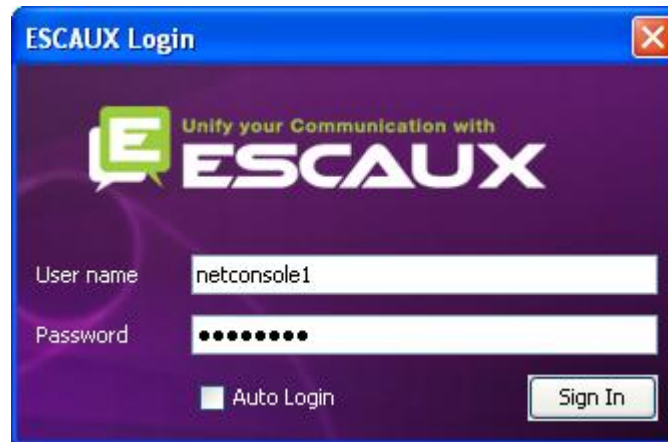 ESCAUX Login
E
Unify your Communication with
ESCAUX
User name netconsole1
Password ●●●●●●●●
Auto Login Sign In